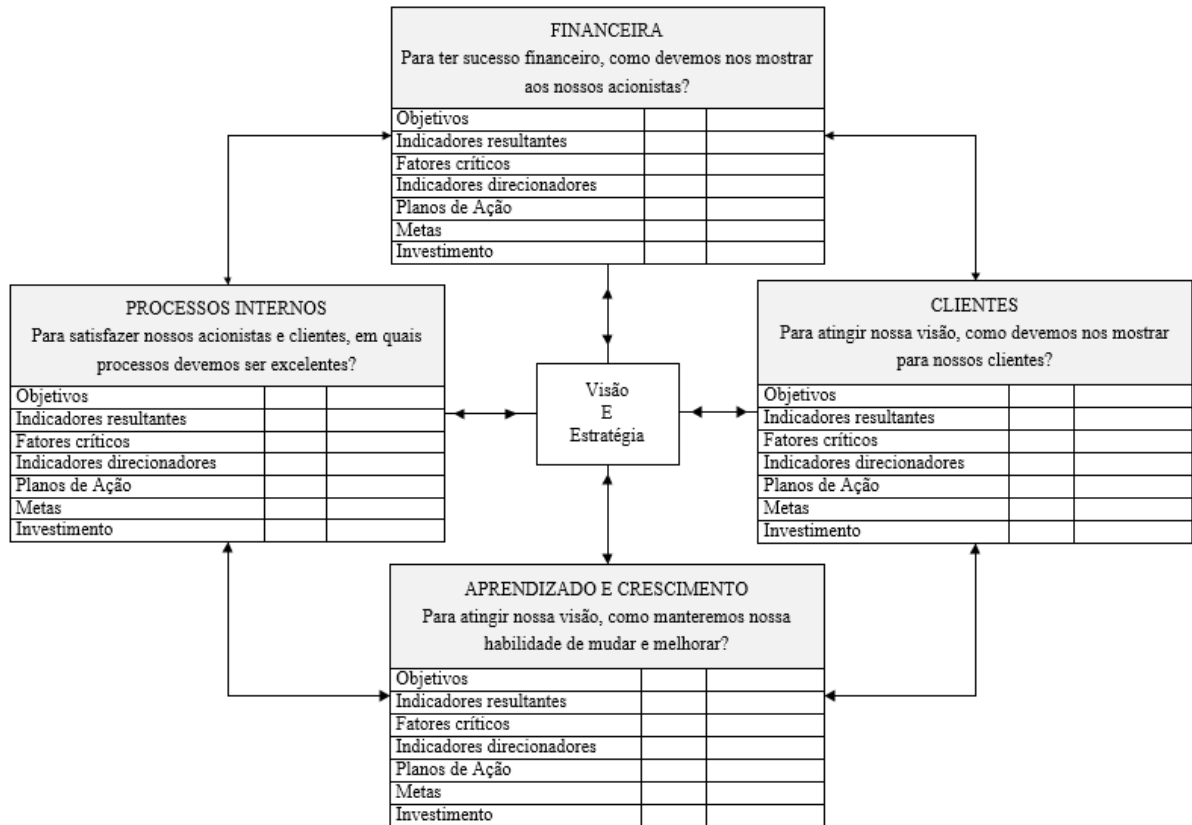 FINANCEIRA
Para ter sucesso financeiro, como devemos nos mostrar
aos nossos acionistas?
Objetivos
Indicadores resultantes
Fatores críticos
Indicadores direcionadores
Planos de Ação
Metas
Investimento
PROCESSOS INTERNOS
Para satisfazer nossos acionistas e clientes, em quais
processos devemos ser excelentes?
Objetivos
Indicadores resultantes
Fatores críticos
Indicadores direcionadores
Planos de Ação
Metas
Investimento
Visão
E
Estratégia
CLIENTES
Para atingir nossa visão, como devemos nos mostrar
para nossos clientes?
Objetivos
Indicadores resultantes
Fatores críticos
Indicadores direcionadores
Planos de Ação
Metas
Investimento
APRENDIZADO E CRESCIMENTO
Para atingir nossa visão, como manteremos nossa
habilidade de mudar e melhorar?
Objetivos
Indicadores resultantes
Fatores críticos
Indicadores direcionadores
Planos de Ação
Metas
Investimento